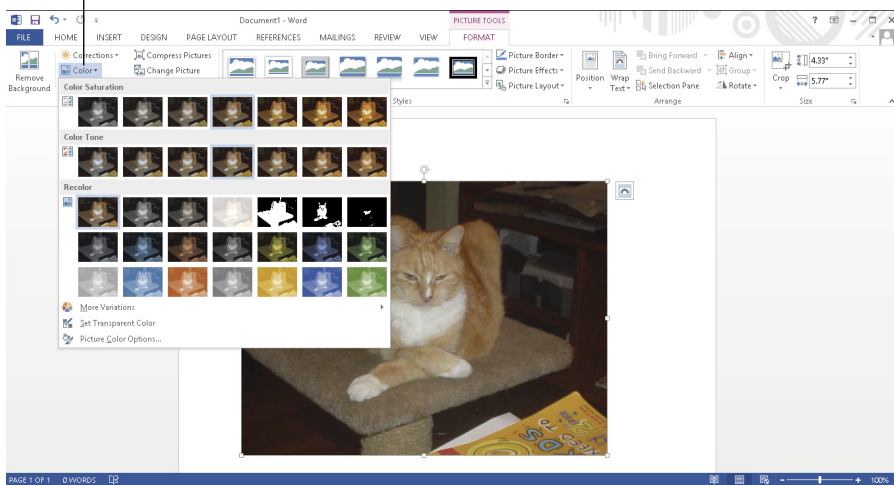 Document1 - Word
PICTURE TOOLS
FILE HOME INSERT DESIGN PAGE LAYOUT REFERENCES MAILINGS REVIEW VIEW FORMAT
Remove Background
Corrections
Color
Compress Pictures
Change Picture
Styles
Picture Border
Picture Effects
Picture Layout
Position
Wrap Text
Bring Forward
Send Backward
Selection Pane
Align
Group
Rotate
Arrange
Crop
4.33"
5.77"
Size
Color Saturation
Color Tone
Recolor
More Variations
Set Transparent Color
Picture Color Options...
NEED TO
PAGE 1 OF 1 0 WORDS
100%